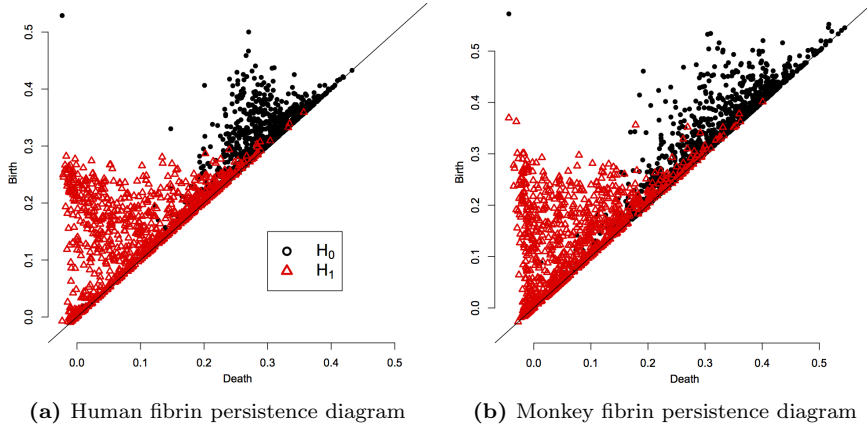 0.5
0.4
0.3
0.2
0.1
0.0
Birth
0.0 0.1 0.2 0.3 0.4 0.5
Death
H0
H1
(a) Human fibrin persistence diagram
0.5
0.4
0.3
0.2
0.1
0.0
Birth
0.0 0.1 0.2 0.3 0.4 0.5
Death
(b) Monkey fibrin persistence diagram